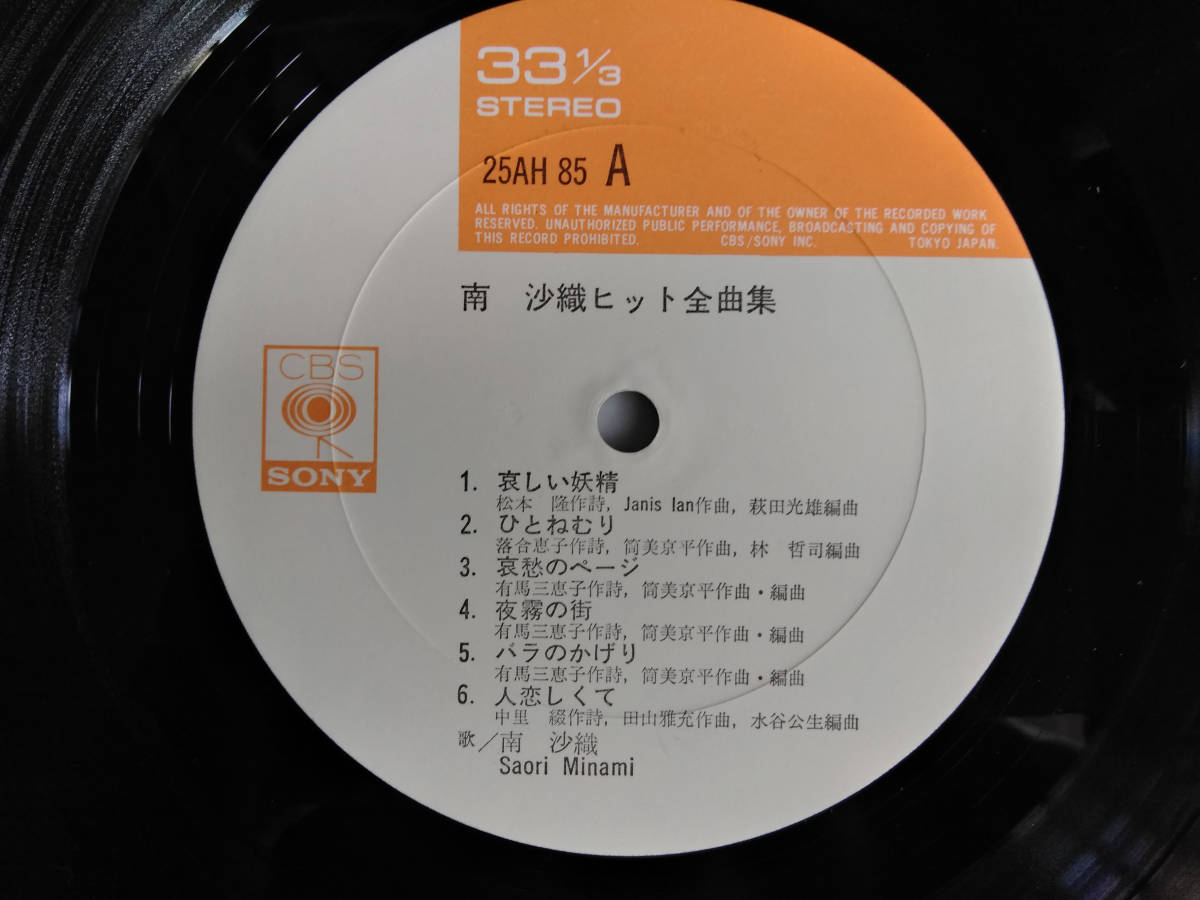 33 1/3
STEREO
25AH 85 A
ALL RIGHTS OF THE MANUFACTURER AND OF THE OWNER OF THE RECORDED WORK
RESERVED. UNAUTHORIZED PUBLIC PERFORMANCE, BROADCASTING AND COPYING OF
THIS RECORD PROHIBITED. CBS/SONY INC. TOKYO JAPAN.
南 沙織ヒット全曲集
CBS
SONY
1. 哀しい妖精
松本 隆作詩, Janis Ian作曲, 萩田光雄編曲
2. ひとねむり
落合恵子作詩, 筒美京平作曲, 林 哲司編曲
3. 哀愁のページ
有馬三恵子作詩, 筒美京平作曲・編曲
4. 夜霧の街
有馬三恵子作詩, 筒美京平作曲・編曲
5. バラのかげり
有馬三恵子作詩, 筒美京平作曲・編曲
6. 人恋しくて
中里 綴作詩, 田山雅充作曲, 水谷公生編曲
歌/南 沙織
Saori Minami